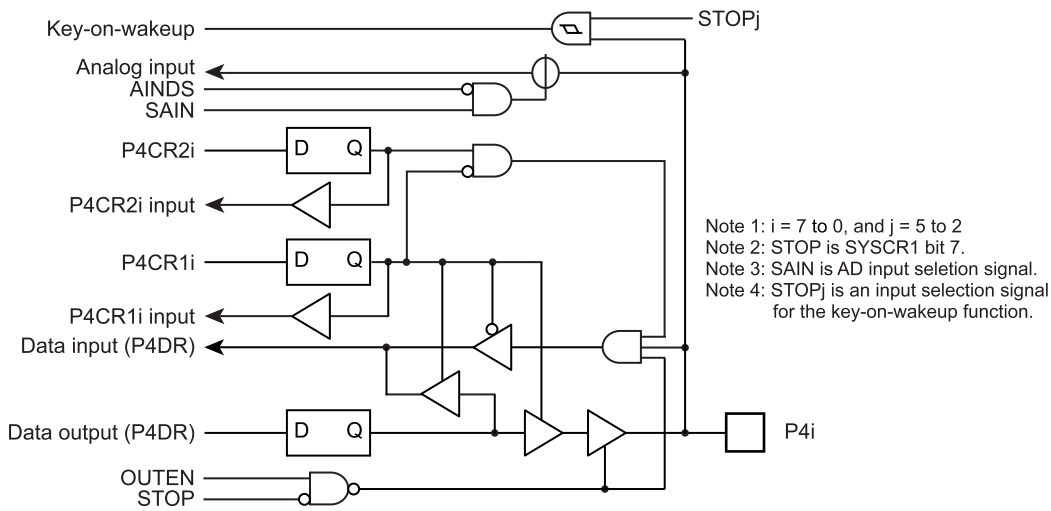 Key-on-wakeup
STOPj
Analog input
AINDS
SAIN
P4CR2i
D Q
P4CR2i input
P4CR1i
D Q
P4CR1i input
Data input (P4DR)
Data output (P4DR)
D Q
P4i
OUTEN
STOP
Note 1: i = 7 to 0, and j = 5 to 2
Note 2: STOP is SYSCR1 bit 7.
Note 3: SAIN is AD input seletion signal.
Note 4: STOPj is an input selection signal
for the key-on-wakeup function.